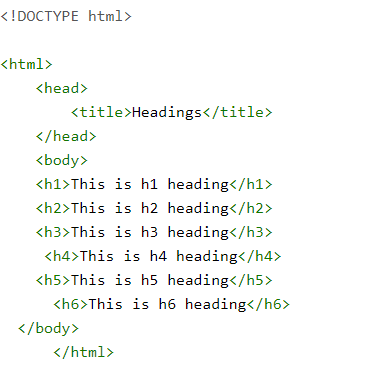 <!DOCTYPE html>
<html>
<head>
<title>Headings</title>
</head>
<body>
<h1>This is h1 heading</h1>
<h2>This is h2 heading</h2>
<h3>This is h3 heading</h3>
<h4>This is h4 heading</h4>
<h5>This is h5 heading</h5>
<h6>This is h6 heading</h6>
</body>
</html>